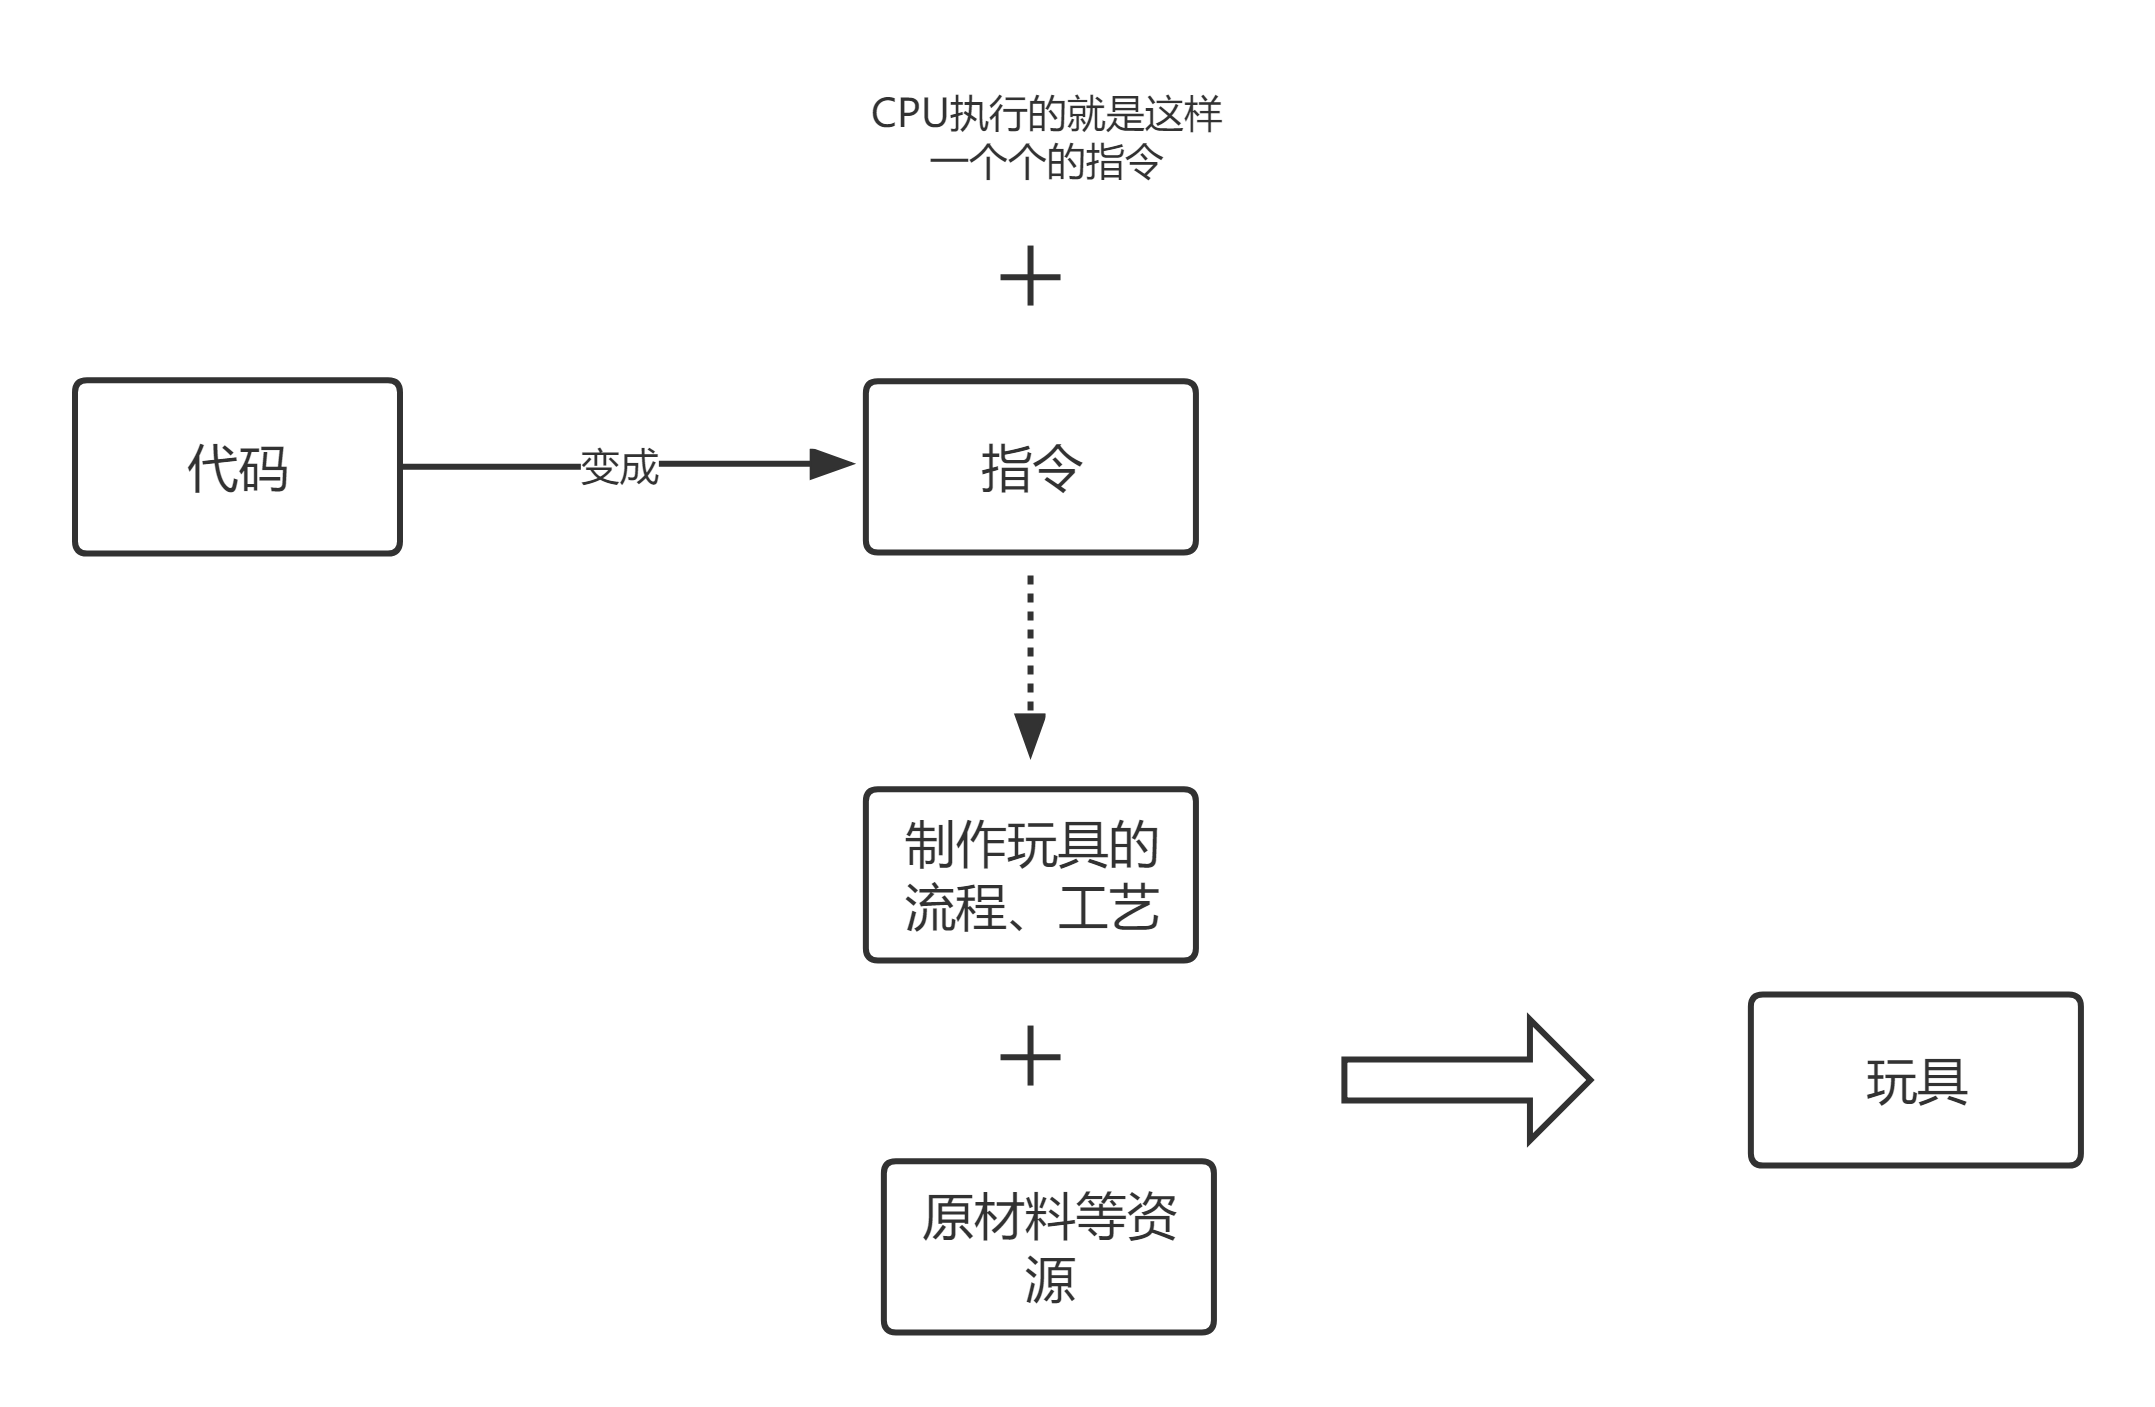 CPU执行的就是这样
一个个的指令
代码
变成
指令
制作玩具的
流程、工艺
玩具
原材料等资
源